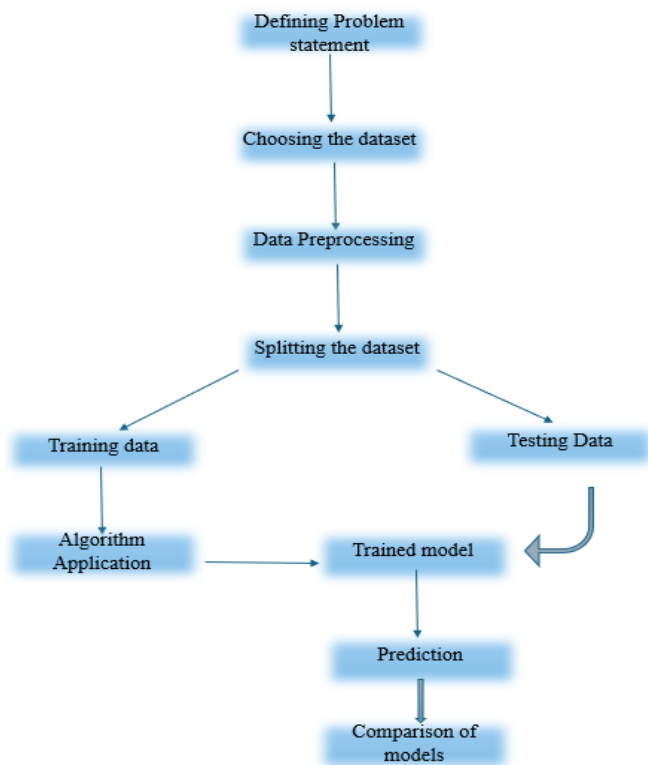 Defining Problem
statement
Choosing the dataset
Data Preprocessing
Splitting the dataset
Training data
Testing Data
Algorithm
Application
Trained model
Prediction
Comparison of
models